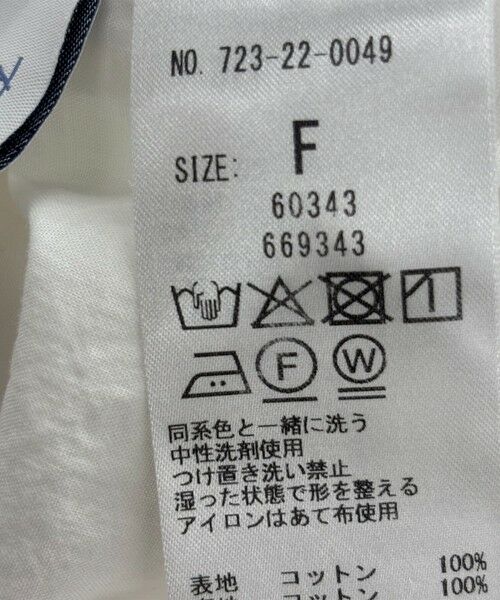 NO. 723-22-0049
SIZE: F
60343
669343
F W
同系色と一緒に洗う
中性洗剤使用
つけ置き洗い禁止
湿った状態で形を整える
アイロンはあて布使用
表地 コットン 100%
100%